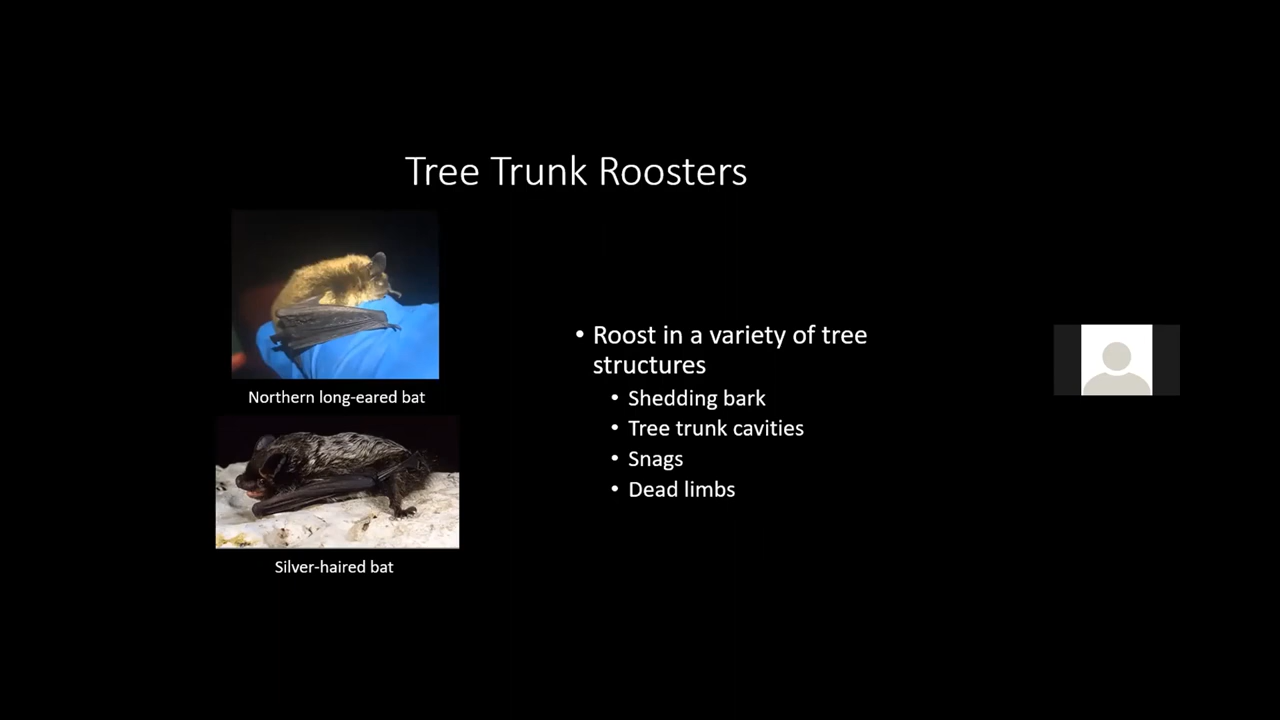 Tree Trunk Roosters
Northern long-eared bat
Silver-haired bat
• Roost in a variety of tree
structures
• Shedding bark
• Tree trunk cavities
• Snags
• Dead limbs